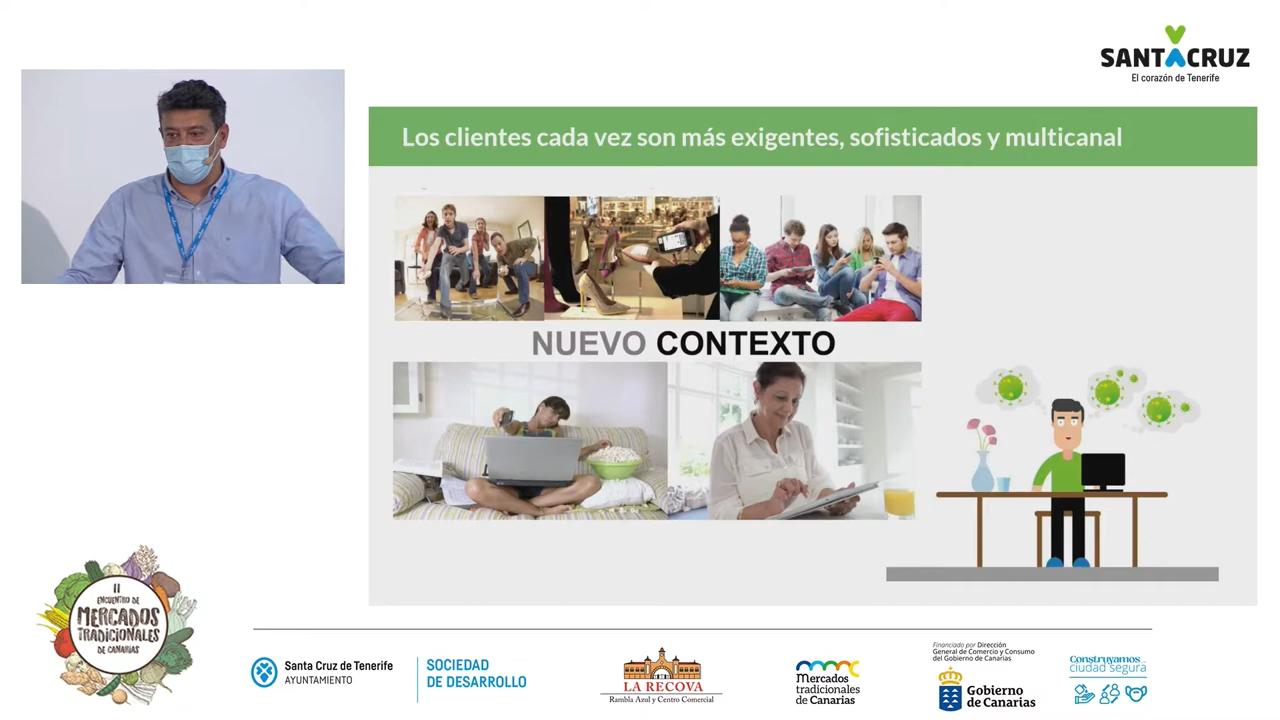 SANTACRUZ
El corazón de Tenerife
Los clientes cada vez son más exigentes, sofisticados y multicanal
NUEVO CONTEXTO
II
ENCUENTRO DE
MERCADOS
TRADICIONALES
DE CANARIAS
Santa Cruz de Tenerife
AYUNTAMIENTO
SOCIEDAD
DE DESARROLLO
LA RECOVA
Rambla Azul y Centro Comercial
Mercados
tradicionales
de Canarias
Financiado por Dirección
General de Comercio y Consumo
del Gobierno de Canarias
Gobierno
de Canarias
Construyamos...
ciudad segura